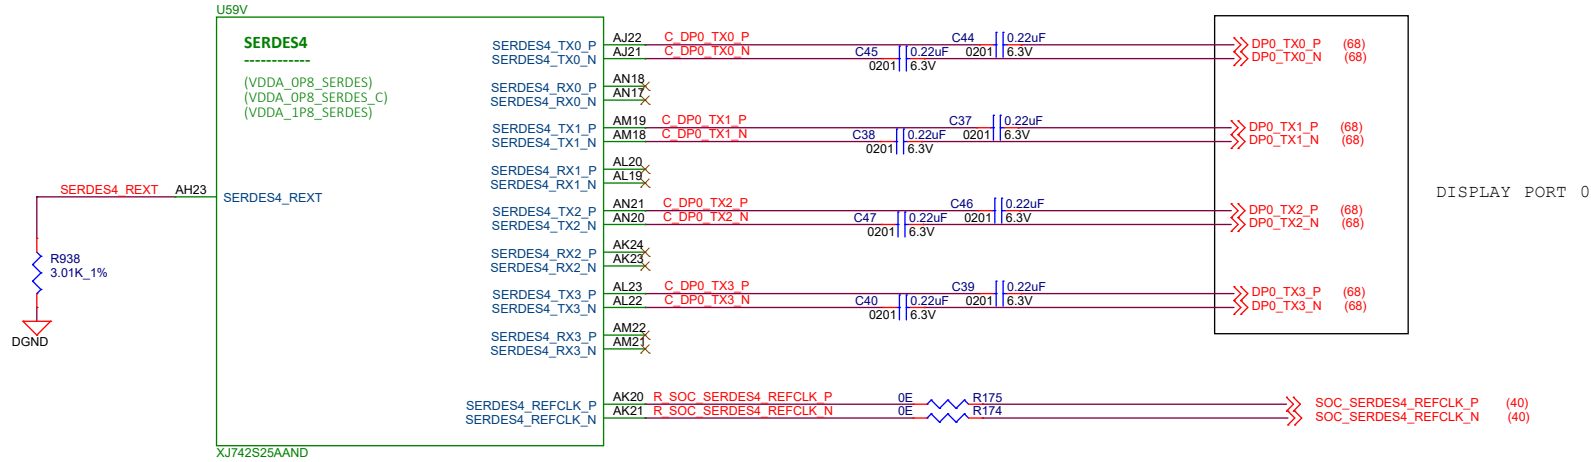 U59V
SERDES4
------------
(VDDA_0P8_SERDES)
(VDDA_0P8_SERDES_C)
(VDDA_1P8_SERDES)
SERDES4_TX0_P AJ22 C_DP0_TX0_P C44 0.22uF 0201 6.3V DP0_TX0_P (68)
SERDES4_TX0_N AJ21 C_DP0_TX0_N C45 0.22uF 0201 6.3V DP0_TX0_N (68)
SERDES4_RX0_P AN18
SERDES4_RX0_N AN17
SERDES4_TX1_P AM19 C_DP0_TX1_P C37 0.22uF 0201 6.3V DP0_TX1_P (68)
SERDES4_TX1_N AM18 C_DP0_TX1_N C38 0.22uF 0201 6.3V DP0_TX1_N (68)
SERDES4_RX1_P AL20
SERDES4_RX1_N AL19
SERDES4_REXT AH23 SERDES4_REXT
DISPLAY PORT 0
SERDES4_TX2_P AN21 C_DP0_TX2_P C46 0.22uF 0201 6.3V DP0_TX2_P (68)
SERDES4_TX2_N AN20 C_DP0_TX2_N C47 0.22uF 0201 6.3V DP0_TX2_N (68)
SERDES4_RX2_P AK24
SERDES4_RX2_N AK23
R938
3.01K_1%
SERDES4_TX3_P AL23 C_DP0_TX3_P C39 0.22uF 0201 6.3V DP0_TX3_P (68)
SERDES4_TX3_N AL22 C_DP0_TX3_N C40 0.22uF 0201 6.3V DP0_TX3_N (68)
SERDES4_RX3_P AM22
SERDES4_RX3_N AM21
DGND
SERDES4_REFCLK_P AK20 R_SOC_SERDES4_REFCLK_P 0E R175 SOC_SERDES4_REFCLK_P (40)
SERDES4_REFCLK_N AK21 R_SOC_SERDES4_REFCLK_N 0E R174 SOC_SERDES4_REFCLK_N (40)
XJ742S25AAND